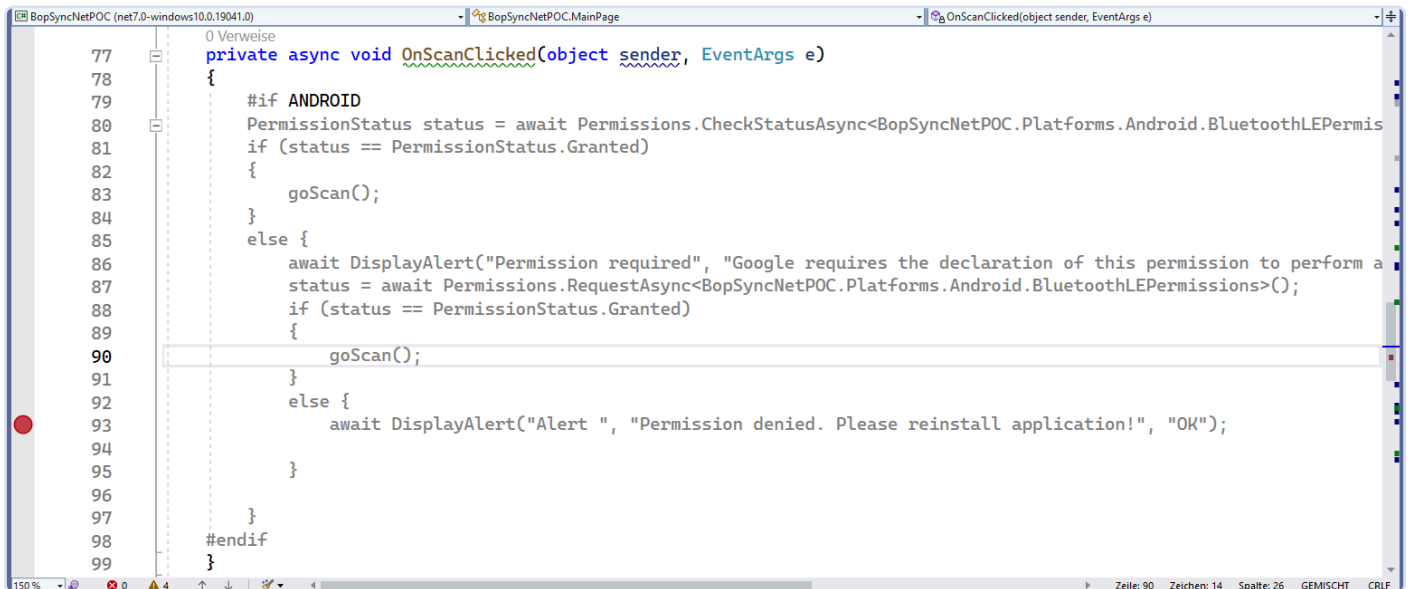 BopSyncNetPOC (net7.0-windows10.0.19041.0) BopSyncNetPOC.MainPage OnScanClicked(object sender, EventArgs e)
0 Verweise
77 private async void OnScanClicked(object sender, EventArgs e)
78 {
79 #if ANDROID
80 PermissionStatus status = await Permissions.CheckStatusAsync<BopSyncNetPOC.Platforms.Android.BluetoothLEPermis
81 if (status == PermissionStatus.Granted)
82 {
83 goScan();
84 }
85 else {
86 await DisplayAlert("Permission required", "Google requires the declaration of this permission to perform a
87 status = await Permissions.RequestAsync<BopSyncNetPOC.Platforms.Android.BluetoothLEPermissions>();
88 if (status == PermissionStatus.Granted)
89 {
90 goScan();
91 }
92 else {
93 await DisplayAlert("Alert ", "Permission denied. Please reinstall application!", "OK");
94
95 }
96
97 }
98 #endif
99 }
150 % 0 4 Zeile: 90 Zeichen: 14 Spalte: 26 GEMISCHT CRLF